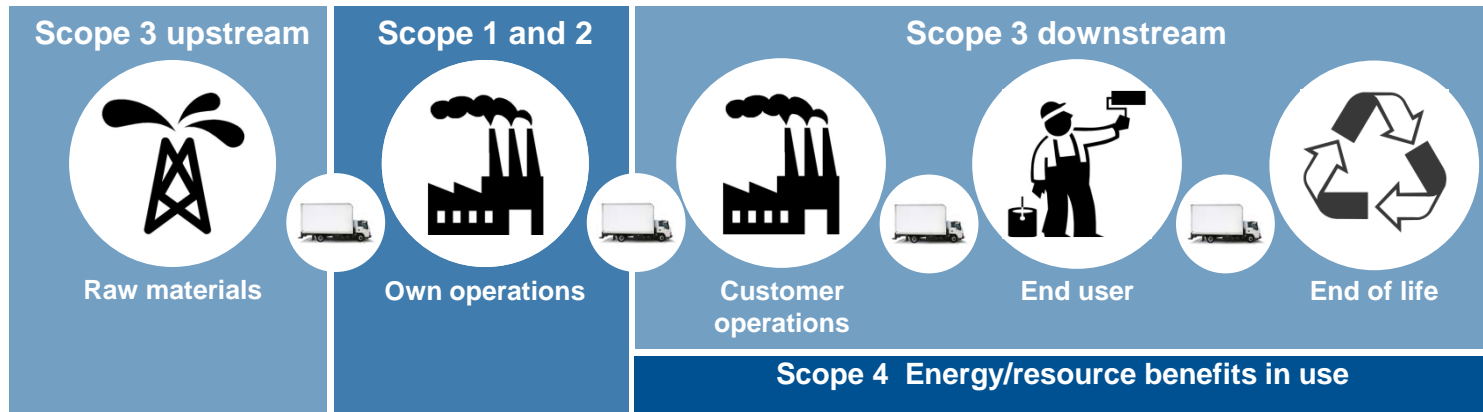 Scope 3 upstream
Scope 1 and 2
Scope 3 downstream
Raw materials
Own operations
Customer
operations
End user
End of life
Scope 4 Energy/resource benefits in use